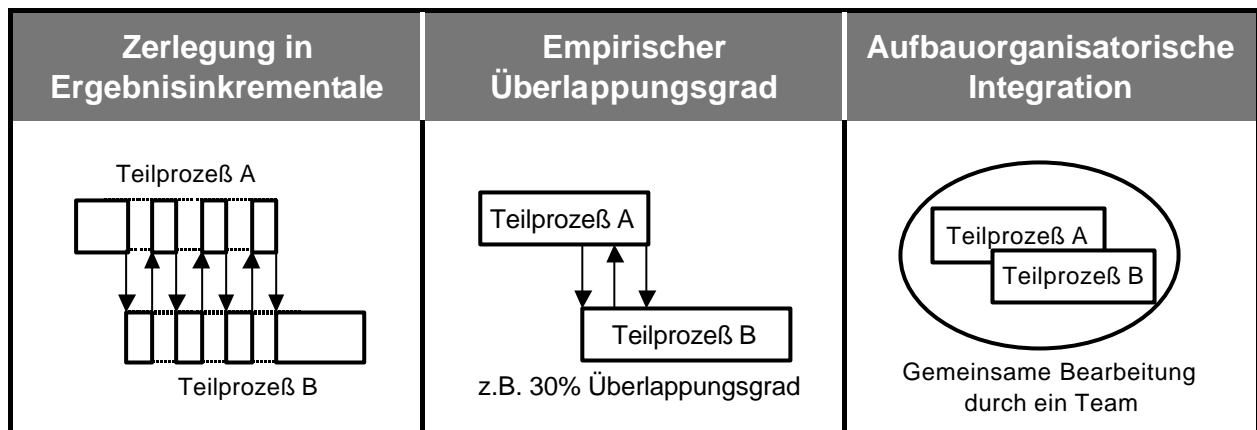 Zerlegung in
Ergebnisinkrementale
Empirischer
Überlappungsgrad
Aufbauorganisatorische
Integration
Teilprozeß A
Teilprozeß B
Teilprozeß A
Teilprozeß B
z.B. 30% Überlappungsgrad
Teilprozeß A
Teilprozeß B
Gemeinsame Bearbeitung
durch ein Team